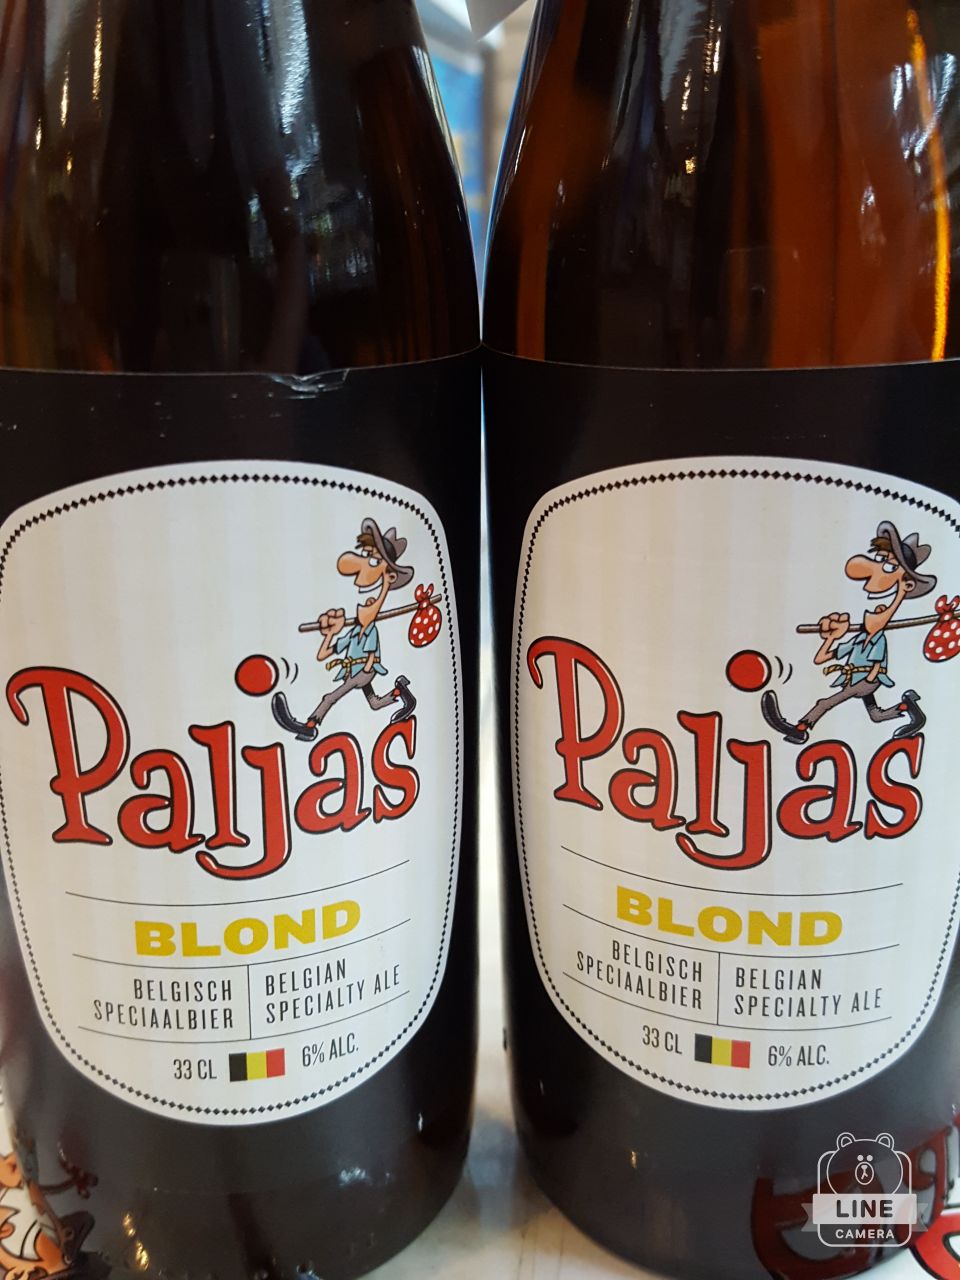 Paljas
BLOND
BELGISCH
SPECIAALBIER
BELGIAN
SPECIALTY ALE
33 CL
6% ALC.
Paljas
BLOND
BELGISCH
SPECIAALBIER
BELGIAN
SPECIALTY ALE
33 CL
6% ALC.
LINE
CAMERA